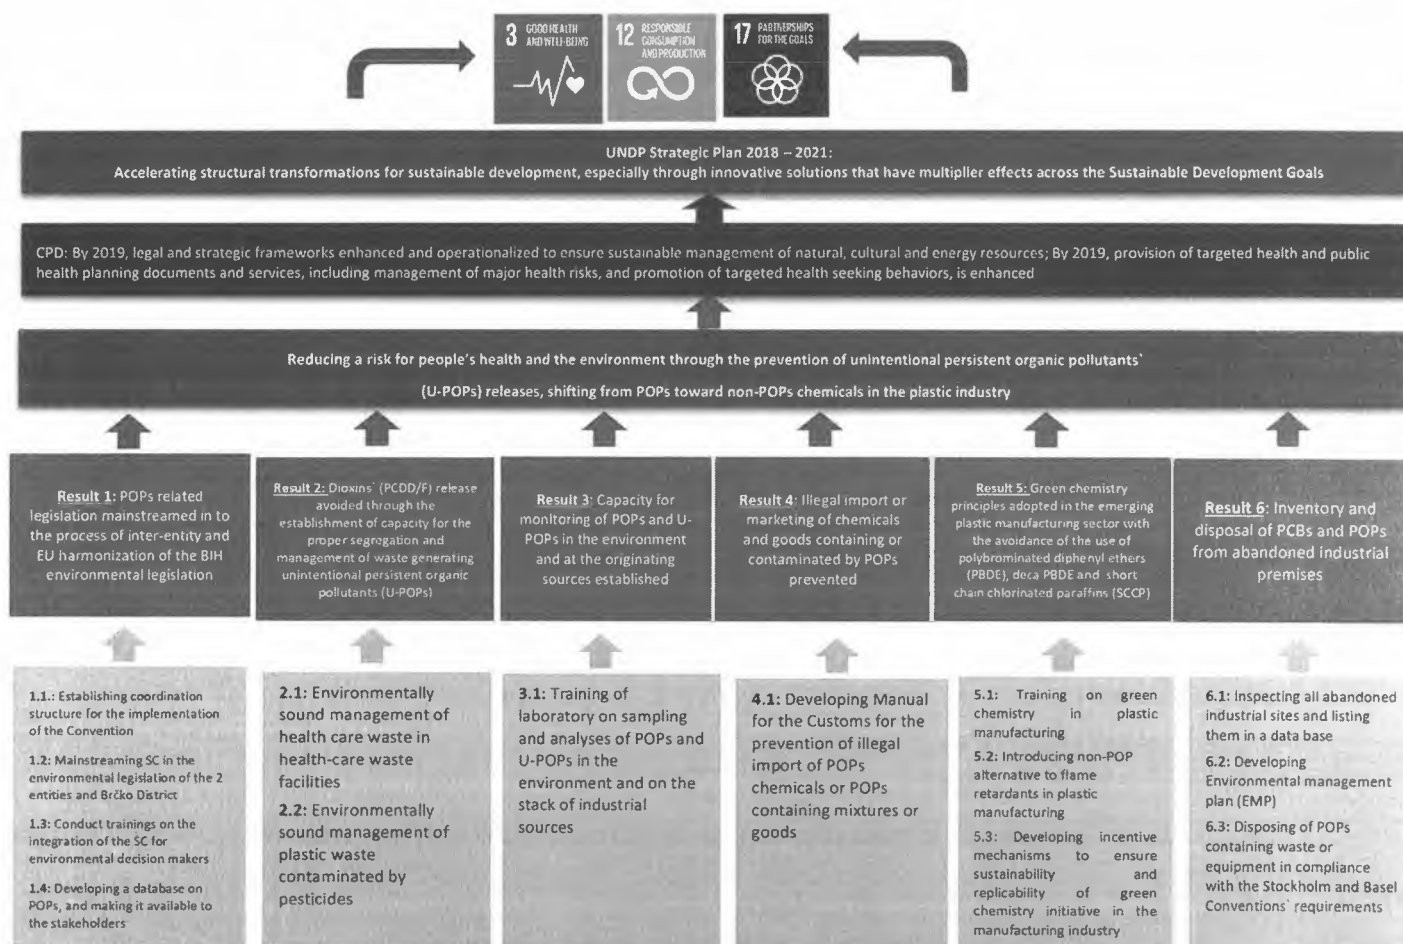 3 GOOD HEALTH
AND WELL-BEING
12 RESPONSIBLE
CONSUMPTION
AND PRODUCTION
17 PARTNERSHIPS
FOR THE GOALS
UNDP Strategic Plan 2018 – 2021:
Accelerating structural transformations for sustainable development, especially through innovative solutions that have multiplier effects across the Sustainable Development Goals
CPD: By 2019, legal and strategic frameworks enhanced and operationalized to ensure sustainable management of natural, cultural and energy resources; By 2019, provision of targeted health and public
health planning documents and services, including management of major health risks, and promotion of targeted health seeking behaviors, is enhanced
Reducing a risk for people's health and the environment through the prevention of unintentional persistent organic pollutants`
(U-POPs) releases, shifting from POPs toward non-POPs chemicals in the plastic industry
Result 1: POPs related
legislation mainstreamed in to
the process of inter-entity and
EU harmonization of the BIH
environmental legislation
Result 2: Dioxins` (PCDD/F) release
avoided through the
establishment of capacity for the
proper segregation and
management of waste generating
unintentional persistent organic
pollutants (U-POPs)
Result 3: Capacity for
monitoring of POPs and U-
POPs in the environment
and at the originating
sources established
Result 4: Illegal import or
marketing of chemicals
and goods containing or
contaminated by POPs
prevented
Result 5: Green chemistry
principles adopted in the emerging
plastic manufacturing sector with
the avoidance of the use of
polybrominated diphenyl ethers
(PBDE), deca PBDE and short
chain chlorinated paraffins (SCCP)
Result 6: Inventory and
disposal of PCBs and POPs
from abandoned industrial
premises
1.1.: Establishing coordination
structure for the implementation
of the Convention
1.2: Mainstreaming SC in the
environmental legislation of the 2
entities and Brčko District
1.3: Conduct trainings on the
integration of the SC for
environmental decision makers
1.4: Developing a database on
POPs, and making it available to
the stakeholders
2.1: Environmentally
sound management of
health care waste in
health-care waste
facilities
2.2: Environmentally
sound management of
plastic waste
contaminated by
pesticides
3.1: Training of
laboratory on sampling
and analyses of POPs and
U-POPs in the
environment and on the
stack of industrial
sources
4.1: Developing Manual
for the Customs for the
prevention of illegal
import of POPs
chemicals or POPs
containing mixtures or
goods
5.1: Training on green
chemistry in plastic
manufacturing
5.2: Introducing non-POP
alternative to flame
retardants in plastic
manufacturing
5.3: Developing incentive
mechanisms to ensure
sustainability and
replicability of green
chemistry initiative in the
manufacturing industry
6.1: Inspecting all abandoned
industrial sites and listing
them in a data base
6.2: Developing
Environmental management
plan (EMP)
6.3: Disposing of POPs
containing waste or
equipment in compliance
with the Stockholm and Basel
Conventions` requirements